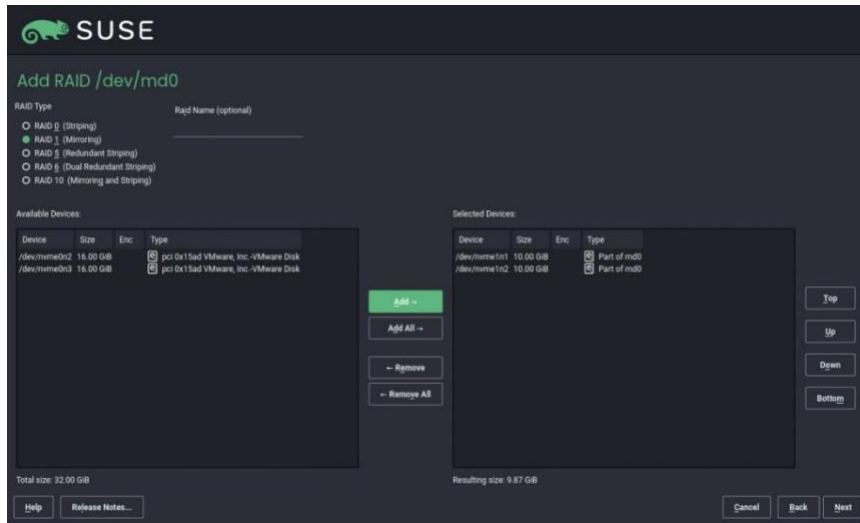 SUSE
Add RAID /dev/md0
RAID Type
Raid Name (optional)
RAID 0 (Striping)
RAID 1 (Mirroring)
RAID 5 (Redundant Striping)
RAID 6 (Dual Redundant Striping)
RAID 10 (Mirroring and Striping)
Available Devices:
Device Size Enc Type
/dev/nvme0n2 16.00 GiB pci 0x15ad VMware, Inc.-VMware Disk
/dev/nvme0n3 16.00 GiB pci 0x15ad VMware, Inc.-VMware Disk
Total size: 32.00 GiB
Add →
Add All →
← Remove
← Remove All
Selected Devices:
Device Size Enc Type
/dev/nvme1n1 10.00 GiB Part of md0
/dev/nvme1n2 10.00 GiB Part of md0
Resulting size: 9.87 GiB
Top
Up
Down
Bottom
Help Release Notes... Cancel Back Next